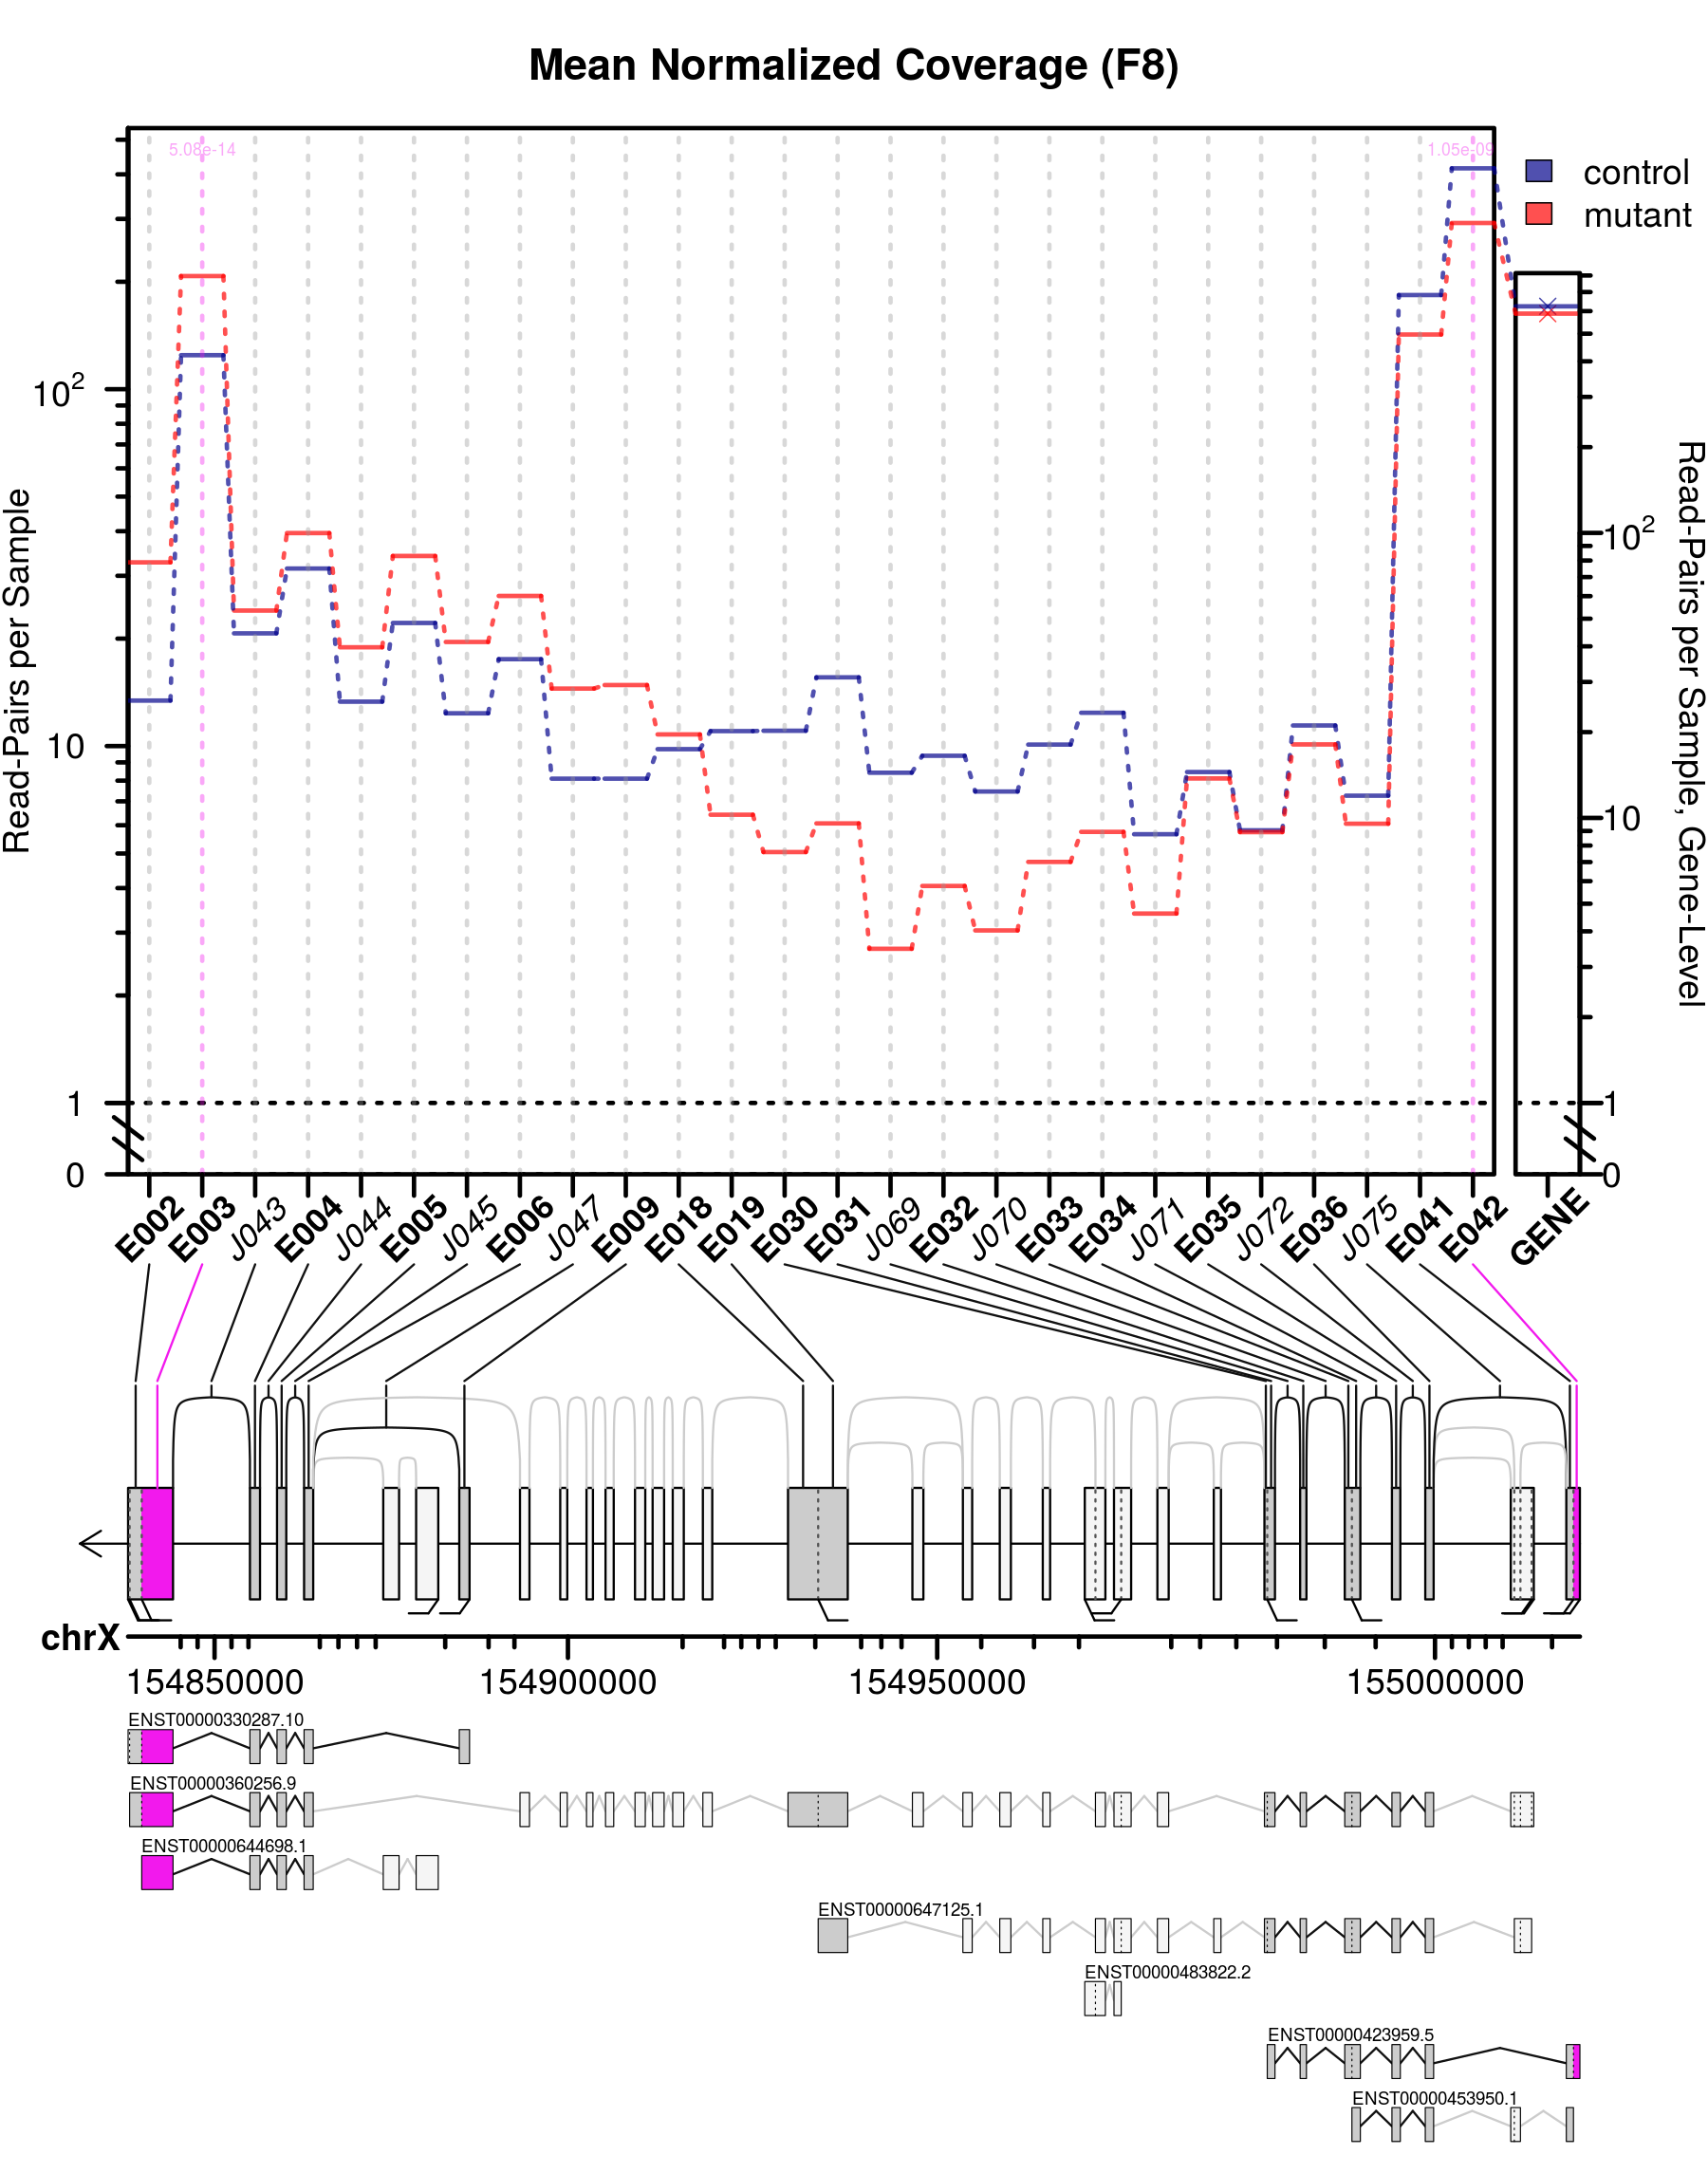 Mean Normalized Coverage (F8)
5.08e-14
1.05e-09
control
mutant
Read-Pairs per Sample
10²
10
1
0
Read-Pairs per Sample, Gene-Level
10²
10
1
0
E002 E003 J043 E004 J044 E005 J045 E006 J047 E009 E018 E019 E030 E031 J069 E032 J070 E033 E034 J071 E035 J072 E036 J075 E041 E042 GENE
chrX
154850000 154900000 154950000 155000000
ENST00000330287.10
ENST00000360256.9
ENST00000644698.1
ENST00000647125.1
ENST00000483822.2
ENST00000423959.5
ENST00000453950.1